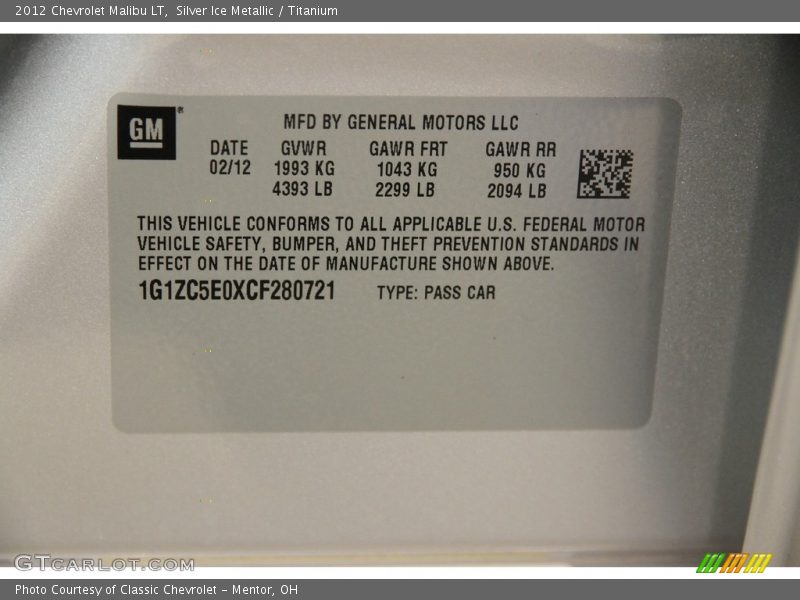 2012 Chevrolet Malibu LT, Silver Ice Metallic / Titanium
GM®
MFD BY GENERAL MOTORS LLC
DATE GVWR GAWR FRT GAWR RR
02/12 1993 KG 1043 KG 950 KG
4393 LB 2299 LB 2094 LB
THIS VEHICLE CONFORMS TO ALL APPLICABLE U.S. FEDERAL MOTOR
VEHICLE SAFETY, BUMPER, AND THEFT PREVENTION STANDARDS IN
EFFECT ON THE DATE OF MANUFACTURE SHOWN ABOVE.
1G1ZC5E0XCF280721 TYPE: PASS CAR
GTCARLOT.COM
Photo Courtesy of Classic Chevrolet - Mentor, OH